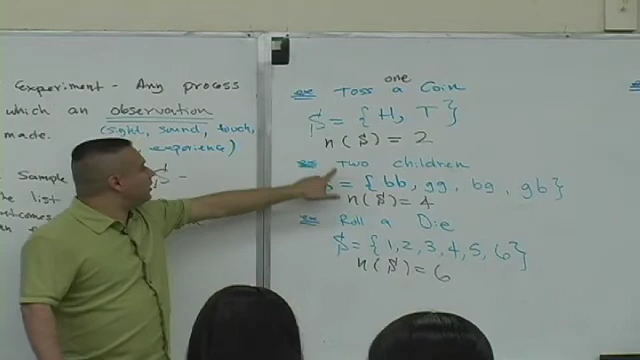 Experiment - Any process
which an observation
made. (sight, sound, touch,
experience)
Sample $ -
the list
outcomes
an
ex one
Toss a Coin
$ = { H, T }
n($) = 2
ex Two children
= { bb, gg, bg, gb }
n($) = 4
ex Roll a Die
$ = { 1, 2, 3, 4, 5, 6 }
n($) = 6